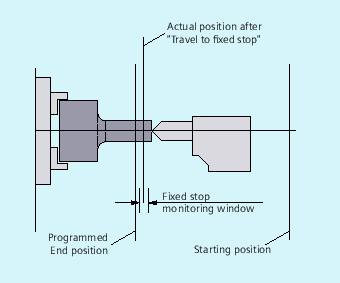 Actual position after
"Travel to fixed stop"
Fixed stop
monitoring window
Programmed
End position
Starting position